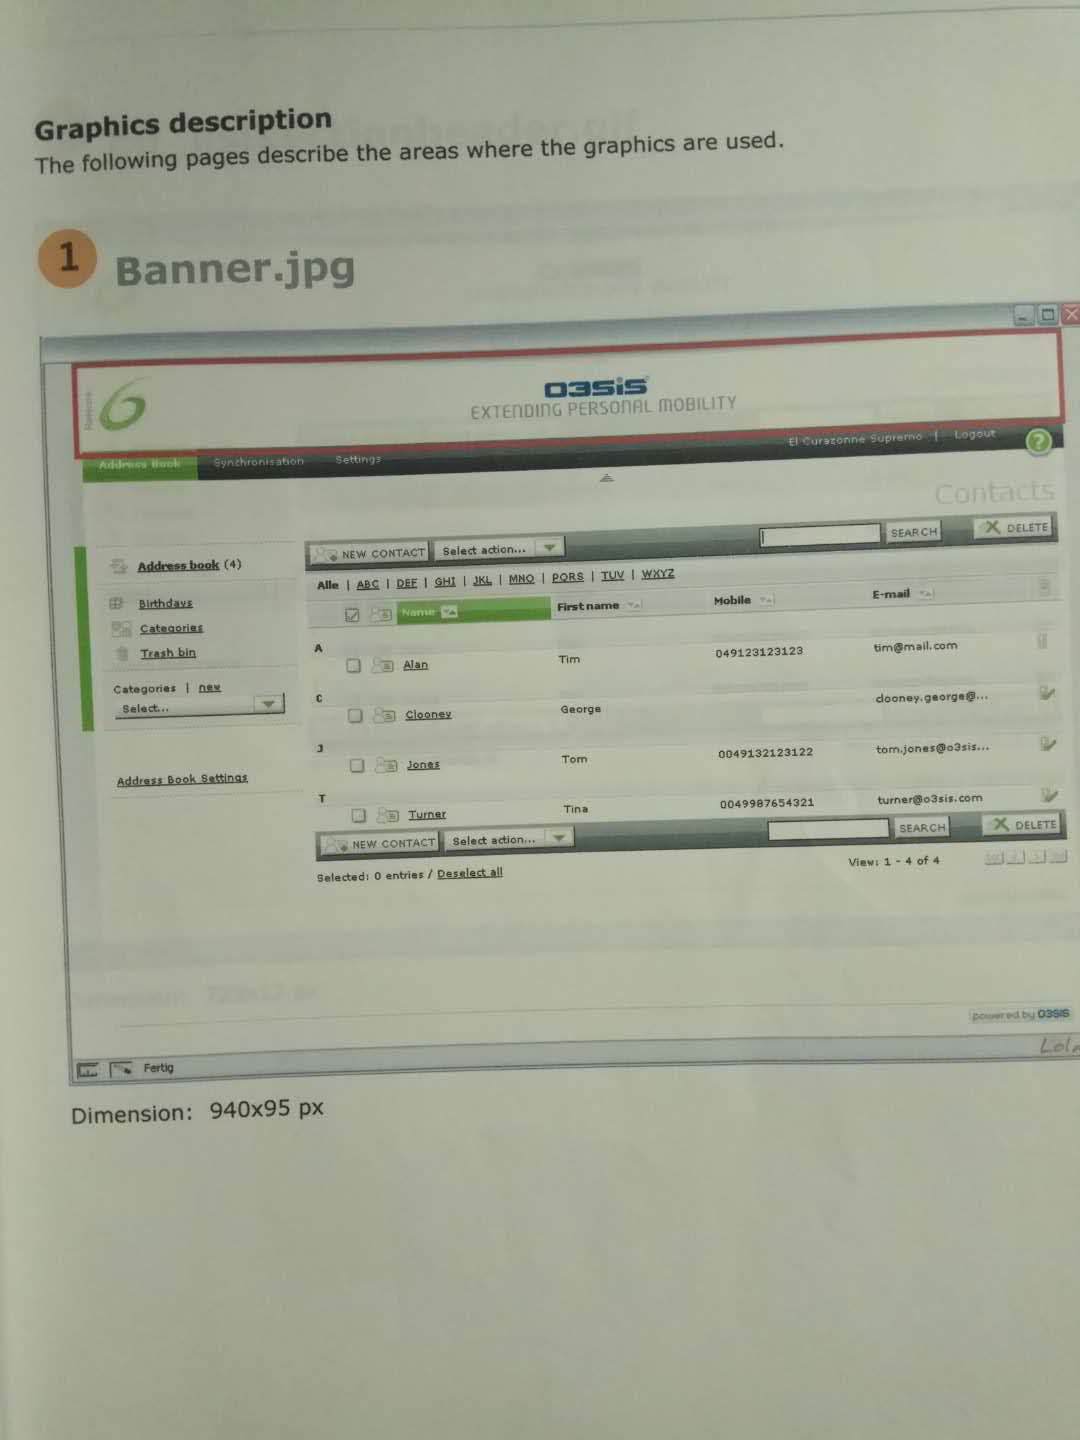 Graphics description
The following pages describe the areas where the graphics are used.
1 Banner.jpg
Release 6
O3SIS
EXTENDING PERSONAL MOBILITY
El Curazonne Supremo | Logout ?
Address Book Synchronisation Settings
Contacts
NEW CONTACT Select action... SEARCH DELETE
Address book (4)
Birthdays
Categories
Trash bin
Categories | new
Select...
Address Book Settings
Alle | ABC | DEF | GHI | JKL | MNO | PQRS | TUV | WXYZ
Name First name Mobile E-mail
A
Alan Tim 049123123123 tim@mail.com
C
Clooney George clooney.george@...
J
Jones Tom 0049132123122 tom.jones@o3sis...
T
Turner Tina 0049987654321 turner@o3sis.com
NEW CONTACT Select action... SEARCH DELETE
Selected: 0 entries / Deselect all View: 1 - 4 of 4
powered by O3SIS
Fertig
Dimension: 940x95 px